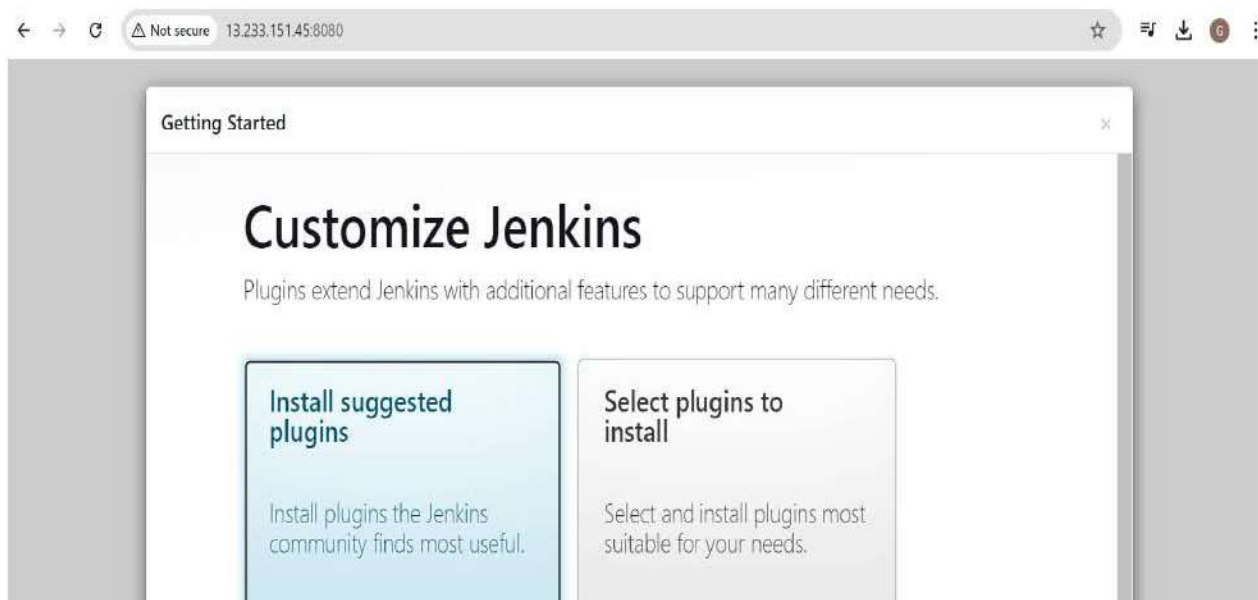 Not secure 13.233.151.45:8080
G
Getting Started
Customize Jenkins
Plugins extend Jenkins with additional features to support many different needs.
Install suggested
plugins
Install plugins the Jenkins
community finds most useful.
Select plugins to
install
Select and install plugins most
suitable for your needs.